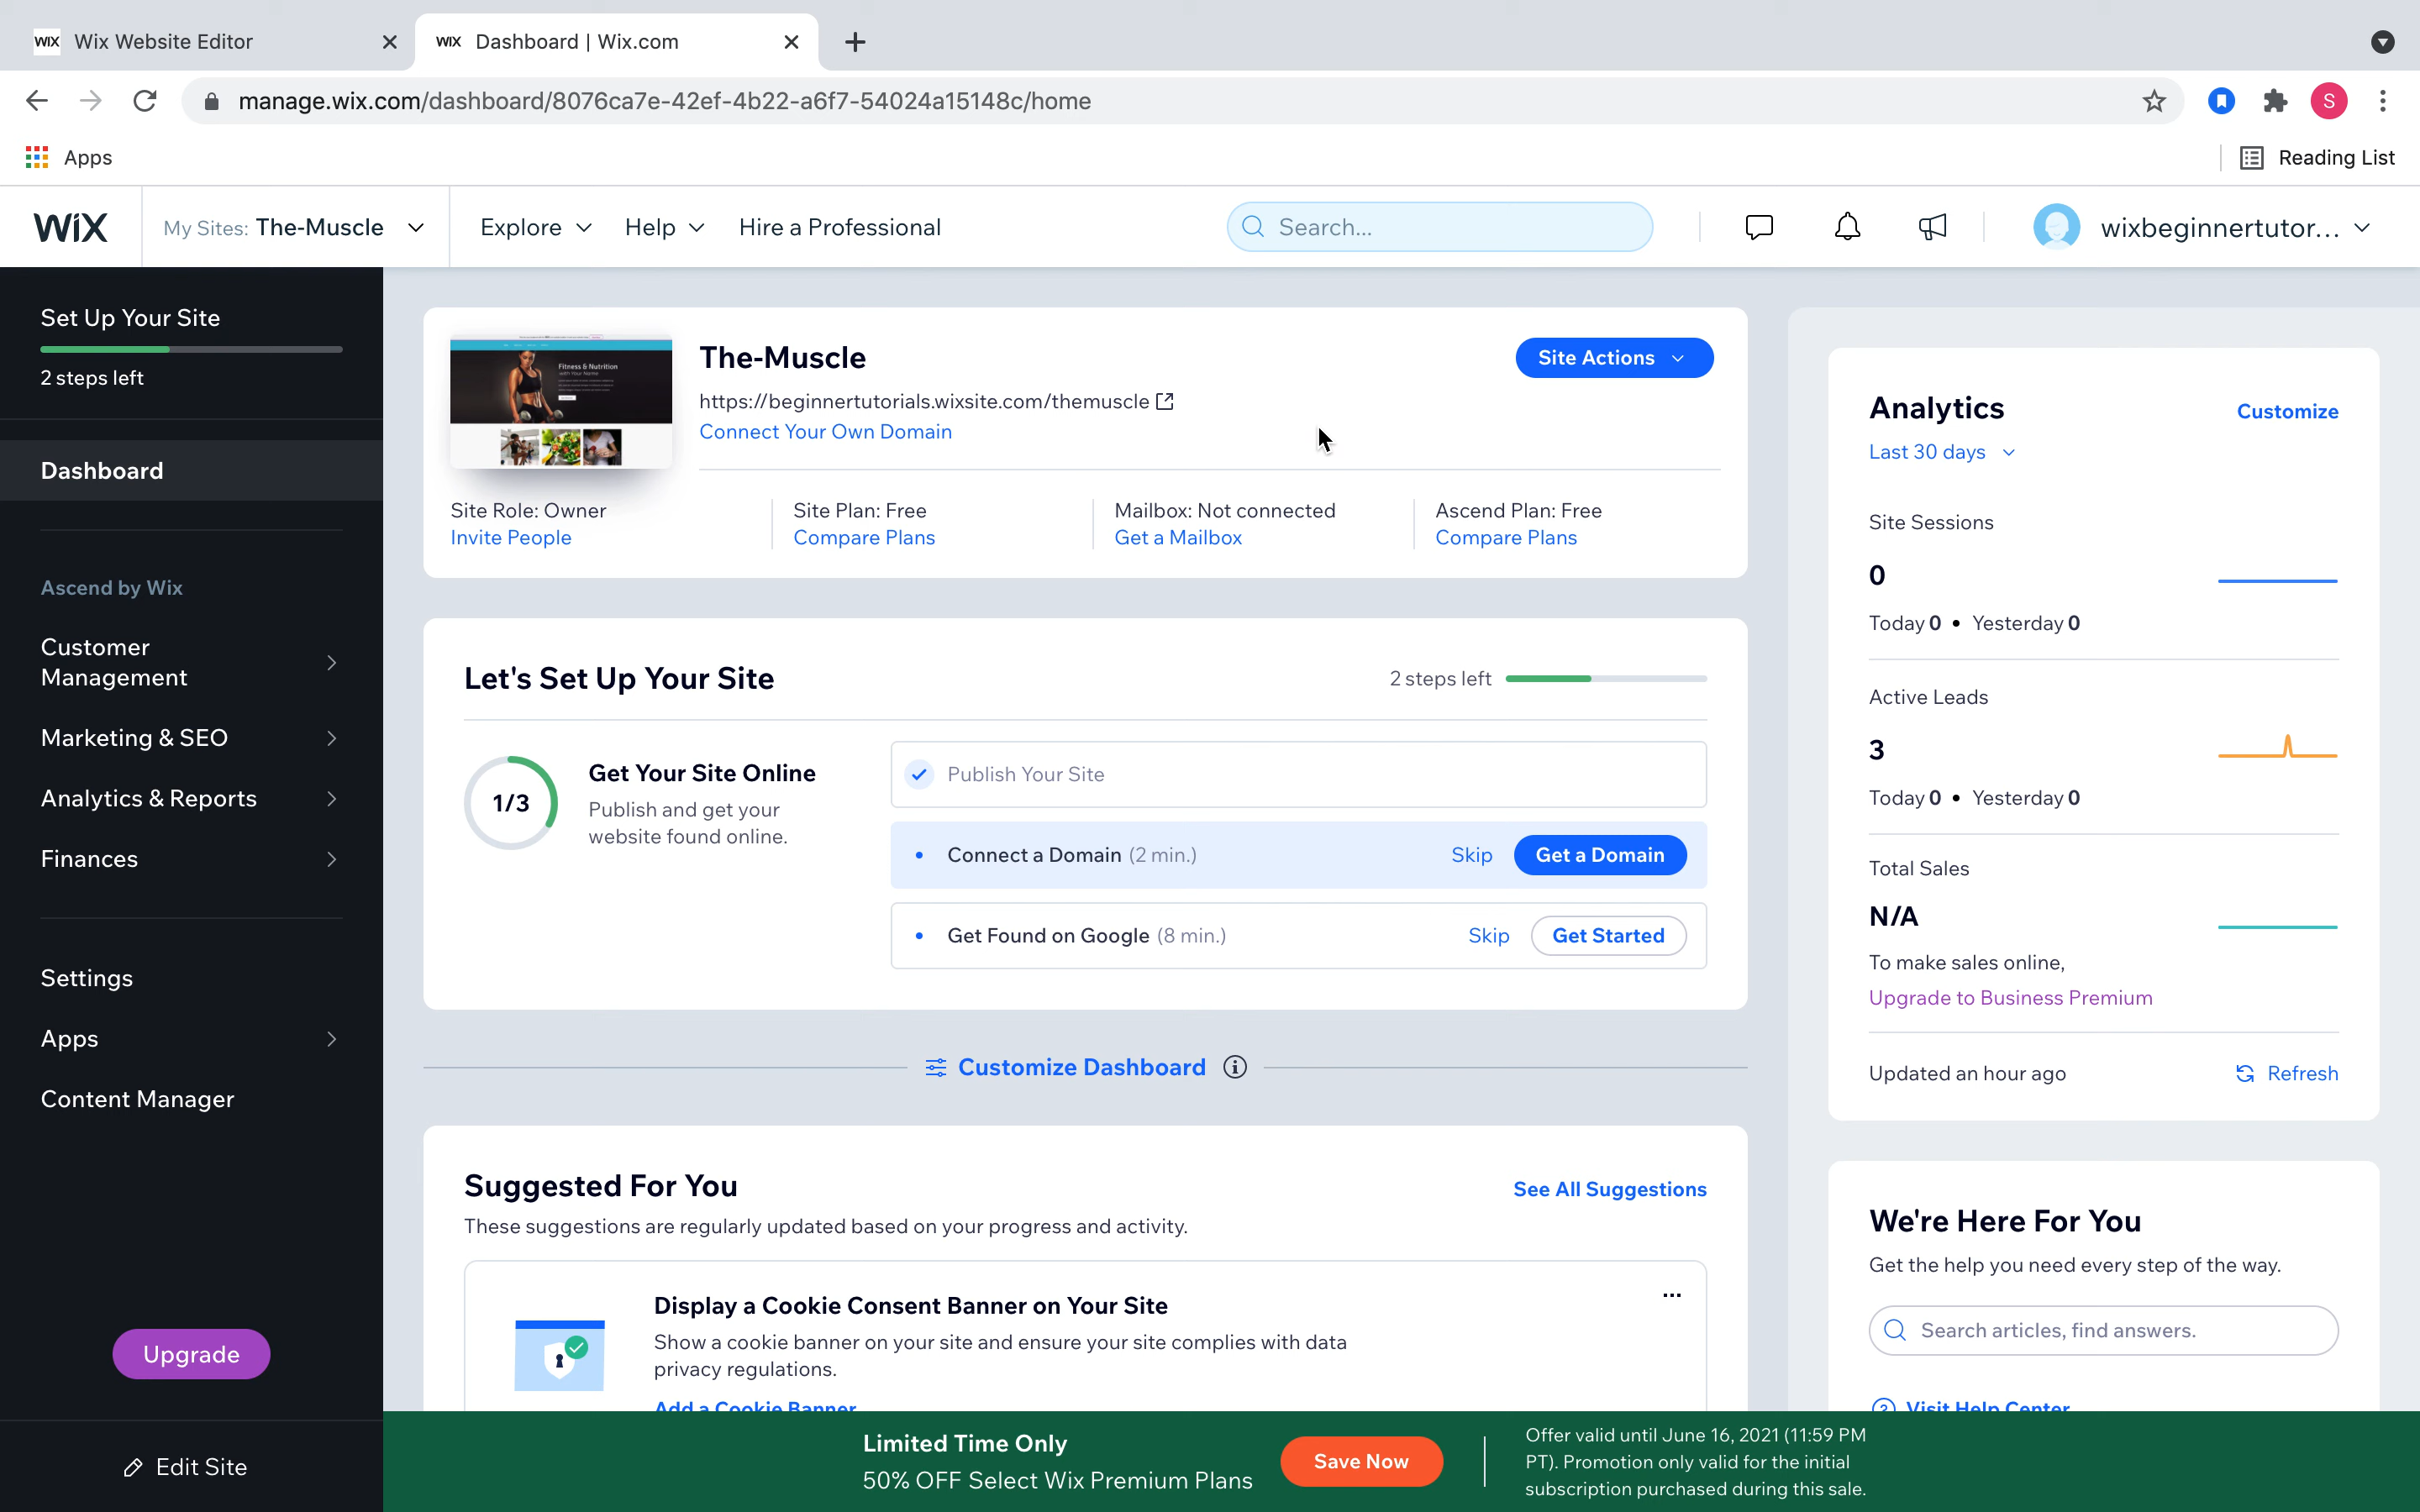 WiX Wix Website Editor
WiX Dashboard | Wix.com
manage.wix.com/dashboard/8076ca7e-42ef-4b22-a6f7-54024a15148c/home
S
Apps
Reading List
WiX
My Sites: The-Muscle
Explore
Help
Hire a Professional
Search...
wixbeginnertutor...
Set Up Your Site
2 steps left
Dashboard
Ascend by Wix
Customer
Management
Marketing & SEO
Analytics & Reports
Finances
Settings
Apps
Content Manager
Upgrade
Edit Site
Fitness & Nutrition
with Your Name
The-Muscle
Site Actions
https://beginnertutorials.wixsite.com/themuscle
Connect Your Own Domain
Site Role: Owner
Invite People
Site Plan: Free
Compare Plans
Mailbox: Not connected
Get a Mailbox
Ascend Plan: Free
Compare Plans
Let's Set Up Your Site
2 steps left
1/3
Get Your Site Online
Publish and get your
website found online.
Publish Your Site
Connect a Domain (2 min.)
Skip
Get a Domain
Get Found on Google (8 min.)
Skip
Get Started
Customize Dashboard
Suggested For You
See All Suggestions
These suggestions are regularly updated based on your progress and activity.
Display a Cookie Consent Banner on Your Site
...
Show a cookie banner on your site and ensure your site complies with data
privacy regulations.
Add a Cookie Banner
Analytics
Customize
Last 30 days
Site Sessions
0
Today 0 • Yesterday 0
Active Leads
3
Today 0 • Yesterday 0
Total Sales
N/A
To make sales online,
Upgrade to Business Premium
Updated an hour ago
Refresh
We're Here For You
Get the help you need every step of the way.
Search articles, find answers.
Visit Help Center
Limited Time Only
50% OFF Select Wix Premium Plans
Save Now
Offer valid until June 16, 2021 (11:59 PM
PT). Promotion only valid for the initial
subscription purchased during this sale.